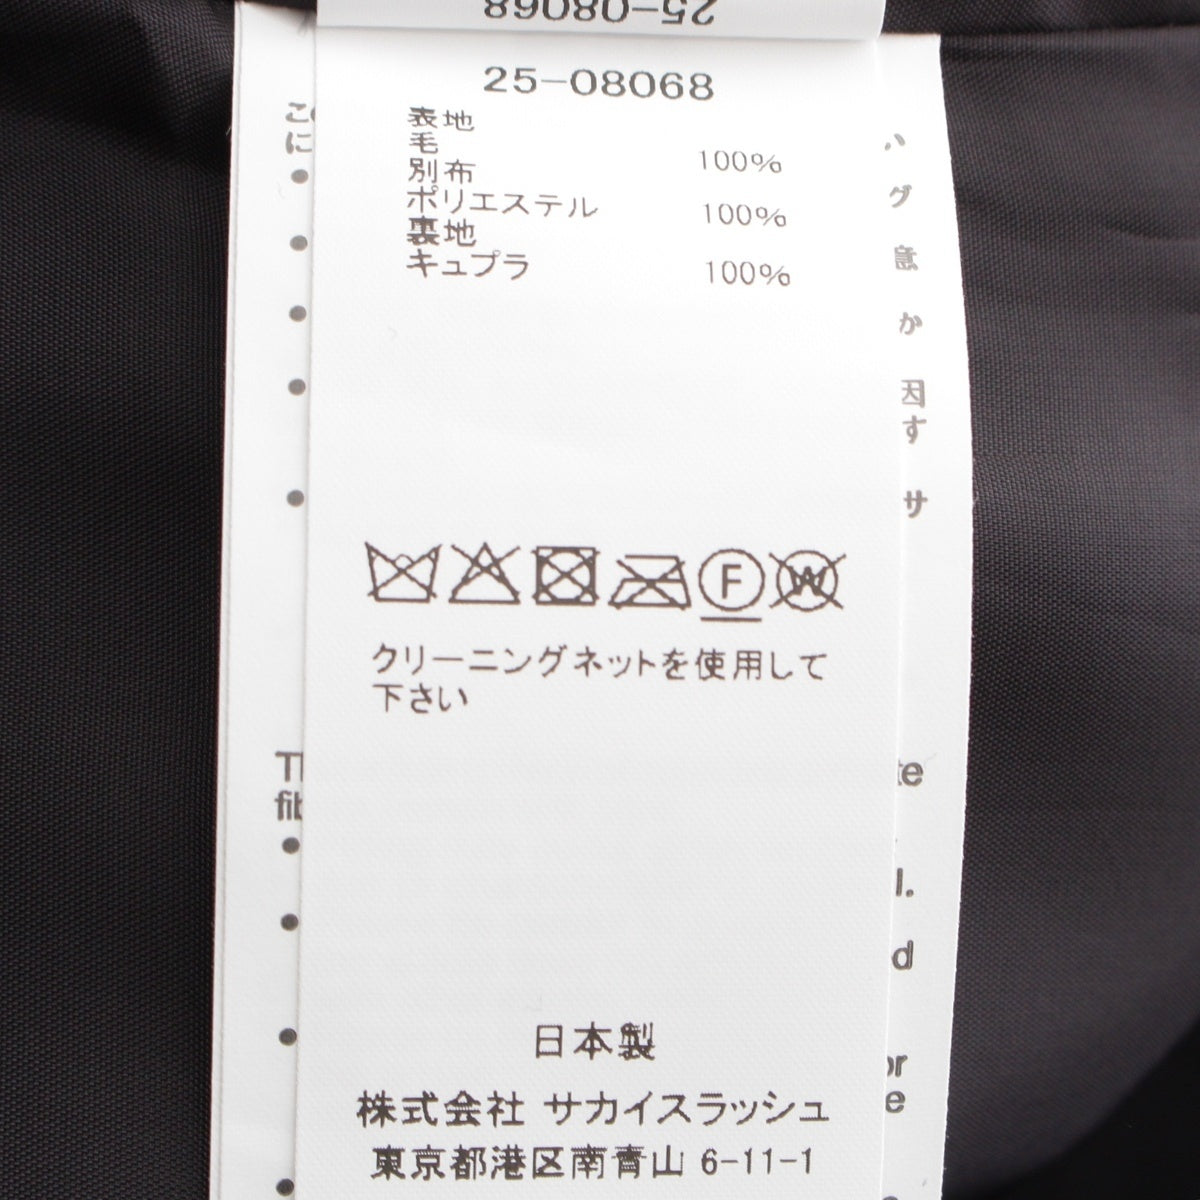 25-08068
25-08068
表地
毛 100%
別布
ポリエステル 100%
裏地
キュプラ 100%
F
W
クリーニングネットを使用して
下さい
日本製
株式会社 サカイスラッシュ
東京都港区南青山 6-11-1